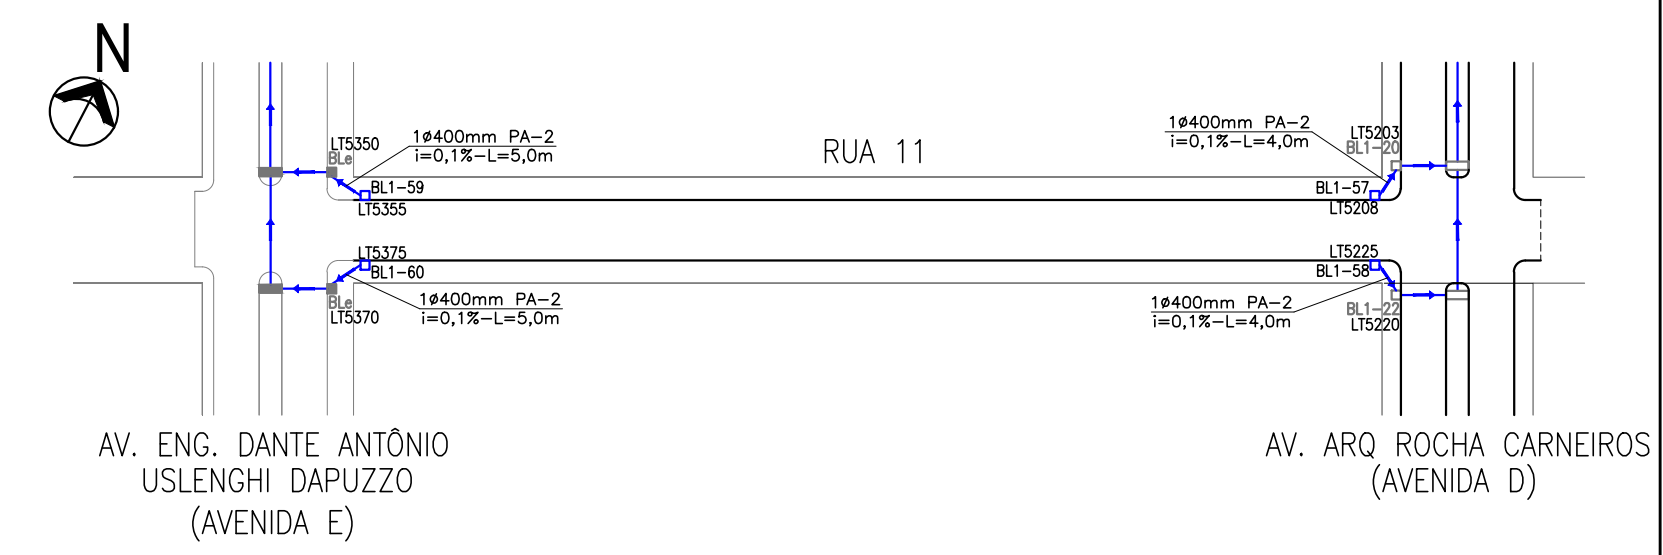 N
LT5350
BLe
1ø400mm PA-2
i=0,1%-L=5,0m
BL1-59
LT5355
RUA 11
1ø400mm PA-2
i=0,1%-L=4,0m
LT5203
BL1-20
BL1-57
LT5208
LT5375
BL1-60
BLe
LT5370
1ø400mm PA-2
i=0,1%-L=5,0m
LT5225
BL1-58
1ø400mm PA-2
i=0,1%-L=4,0m
BL1-22
LT5220
AV. ENG. DANTE ANTÔNIO
USLENGHI DAPUZZO
(AVENIDA E)
AV. ARQ ROCHA CARNEIROS
(AVENIDA D)